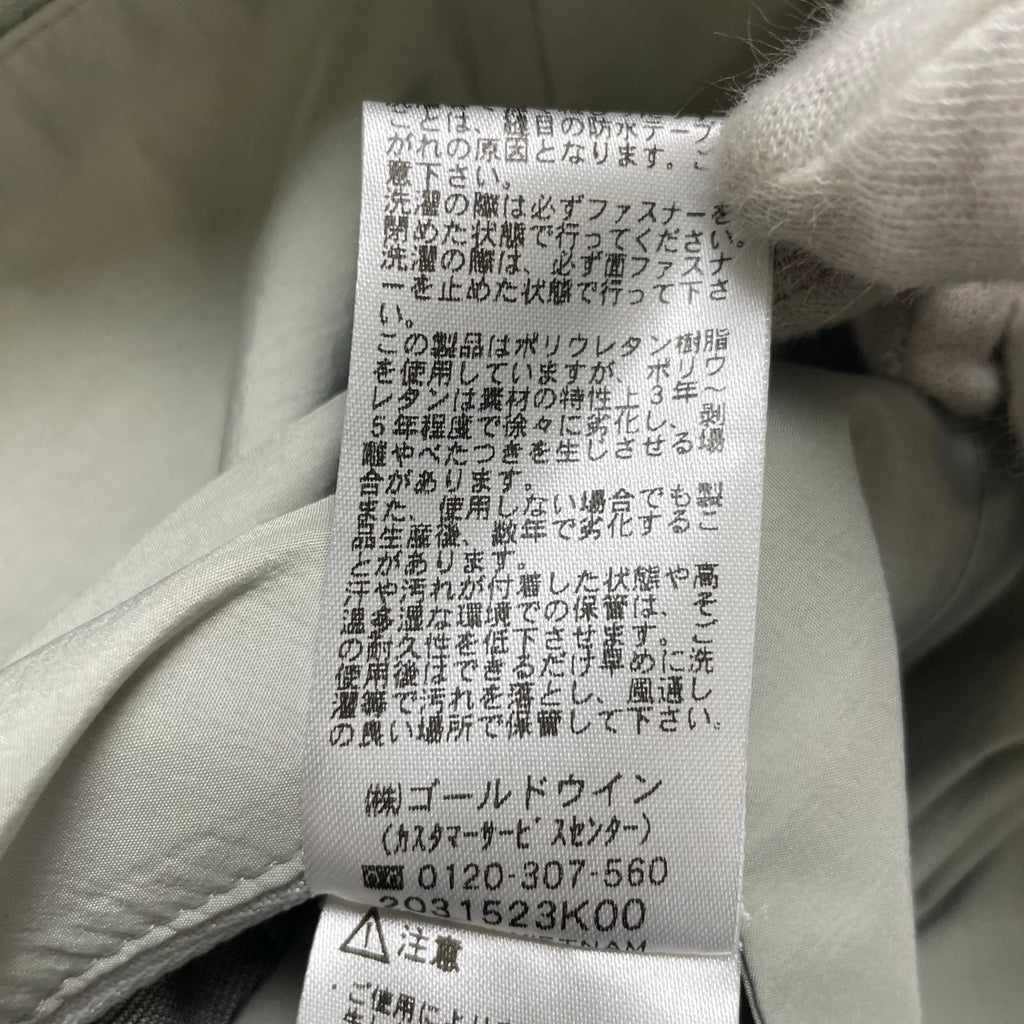 ことは、縫目の防水テープ
がれの原因となります。ご
意下さい。
洗濯の際は必ずファスナーを
閉めた状態で行ってください。
洗濯の際は、必ず面ファスナ
ーを止めた状態で行って下さ
い。
この製品はポリウレタン樹脂
を使用していますが、ポリウ
レタンは素材の特性上3年〜
5年程度で徐々に劣化し、剥
離やべたつきを生じさせる場
合があります。
また、使用しない場合でも製
品生産後、数年で劣化するこ
とがあります。
汗や汚れが付着した状態や高
温多湿な環境での保管は、そ
の耐久性を低下させます。ご
使用後はできるだけ早めに洗
濯等で汚れを落とし、風通し
の良い場所で保管して下さい。
(株)ゴールドウイン
(カスタマーサービスセンター)
0120-307-560
2031523K00
VIETNAM
注意
ご使用により